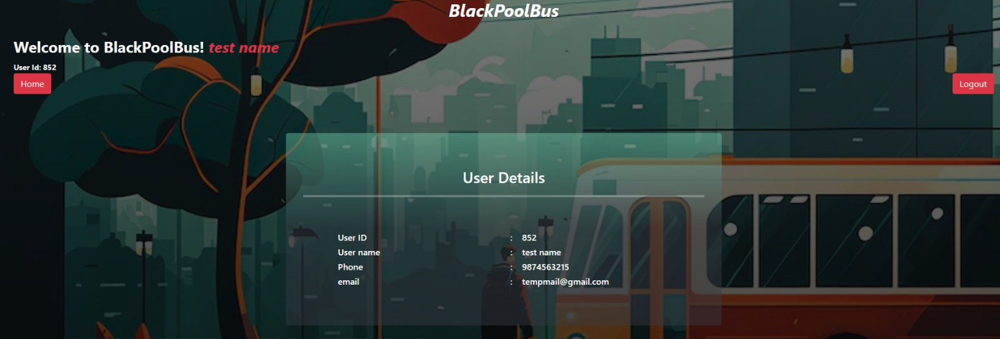 BlackPoolBus
Welcome to BlackPoolBus! test name
User Id: 852
Home
Logout
User Details
User ID : 852
User name : test name
Phone : 9874563215
email : tempmail@gmail.com